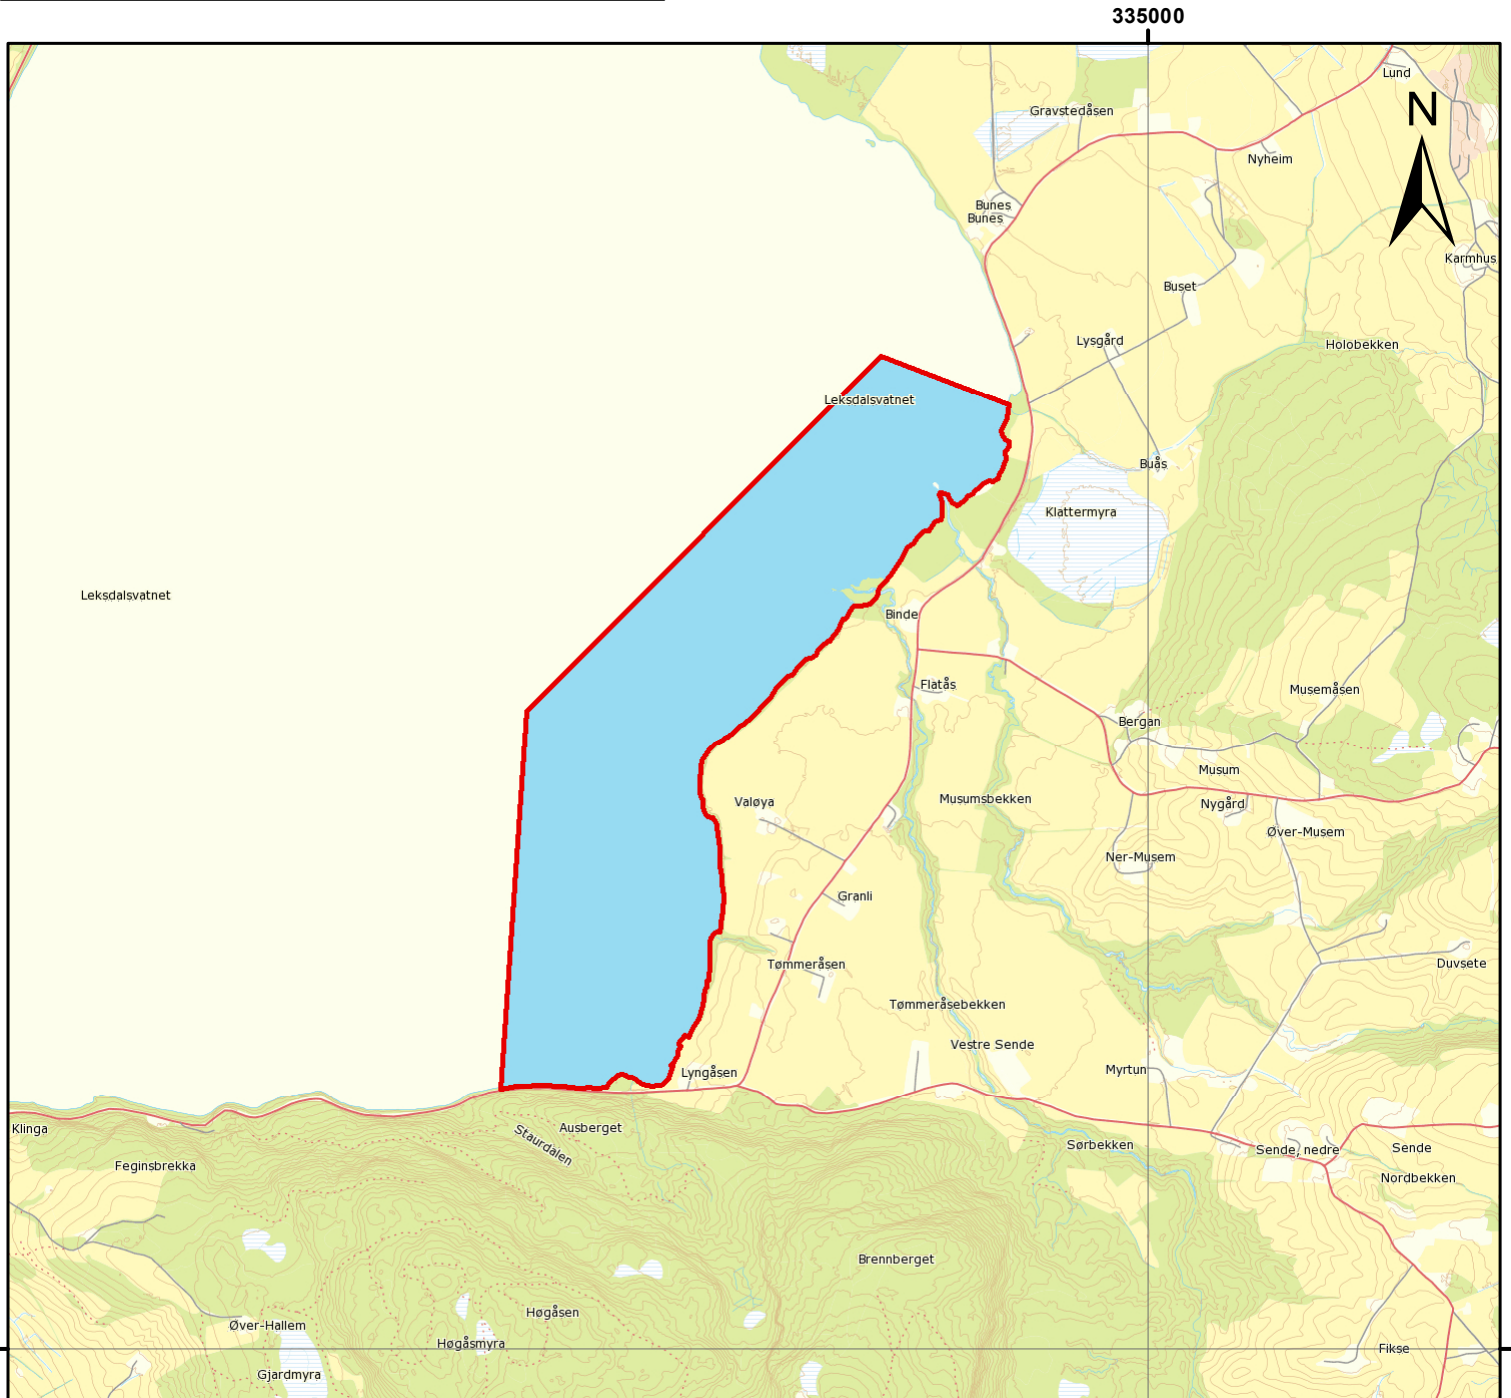 335000
Lund
N
Gravstedåsen
Nyheim
Bunes
Bunes
Karmhus
Buset
Lysgård
Holobekken
Leksdalsvatnet
Buås
Klattermyra
Leksdalsvatnet
Binde
Flatås
Musemåsen
Bergan
Musum
Valøya
Musumsbekken
Nygård
Øver-Musem
Ner-Musem
Granli
Tømmeråsen
Duvsete
Tømmeråsebekken
Vestre Sende
Lyngåsen
Myrtun
Klinga
Ausberget
Staurdalen
Sørbekken
Sende, nedre
Sende
Feginsbrekka
Nordbekken
Brennberget
Høgåsen
Øver-Hallem
Høgåsmyra
Fikse
Gjardmyra